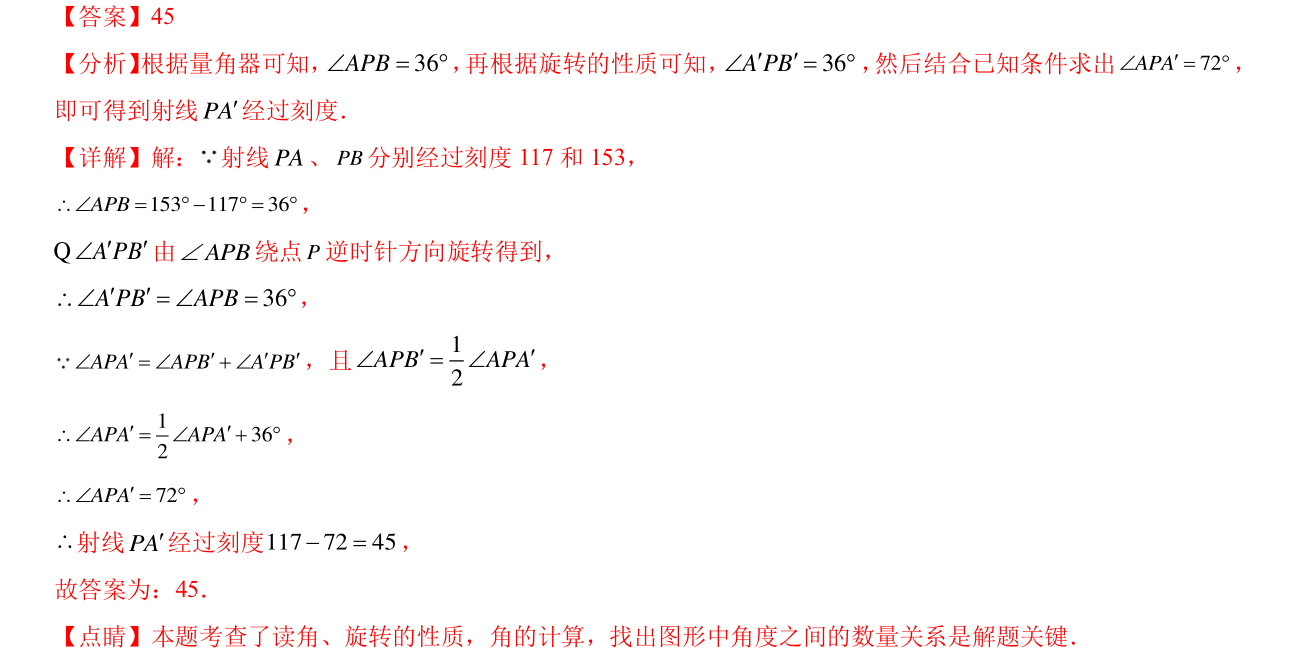 【答案】45
【分析】根据量角器可知，∠APB=36°，再根据旋转的性质可知，∠A′PB′=36°，然后结合已知条件求出∠APA′=72°，
即可得到射线PA′经过刻度．
【详解】解：∵射线PA、PB分别经过刻度117和153，
∴∠APB=153°−117°=36°，
Q∠A′PB′由∠APB绕点P逆时针方向旋转得到，
∴∠A′PB′=∠APB=36°，
∵∠APA′=∠APB′+∠A′PB′，且∠APB′=1/2∠APA′，
∴∠APA′=1/2∠APA′+36°，
∴∠APA′=72°，
∴射线PA′经过刻度117−72=45，
故答案为：45．
【点睛】本题考查了读角、旋转的性质，角的计算，找出图形中角度之间的数量关系是解题关键．